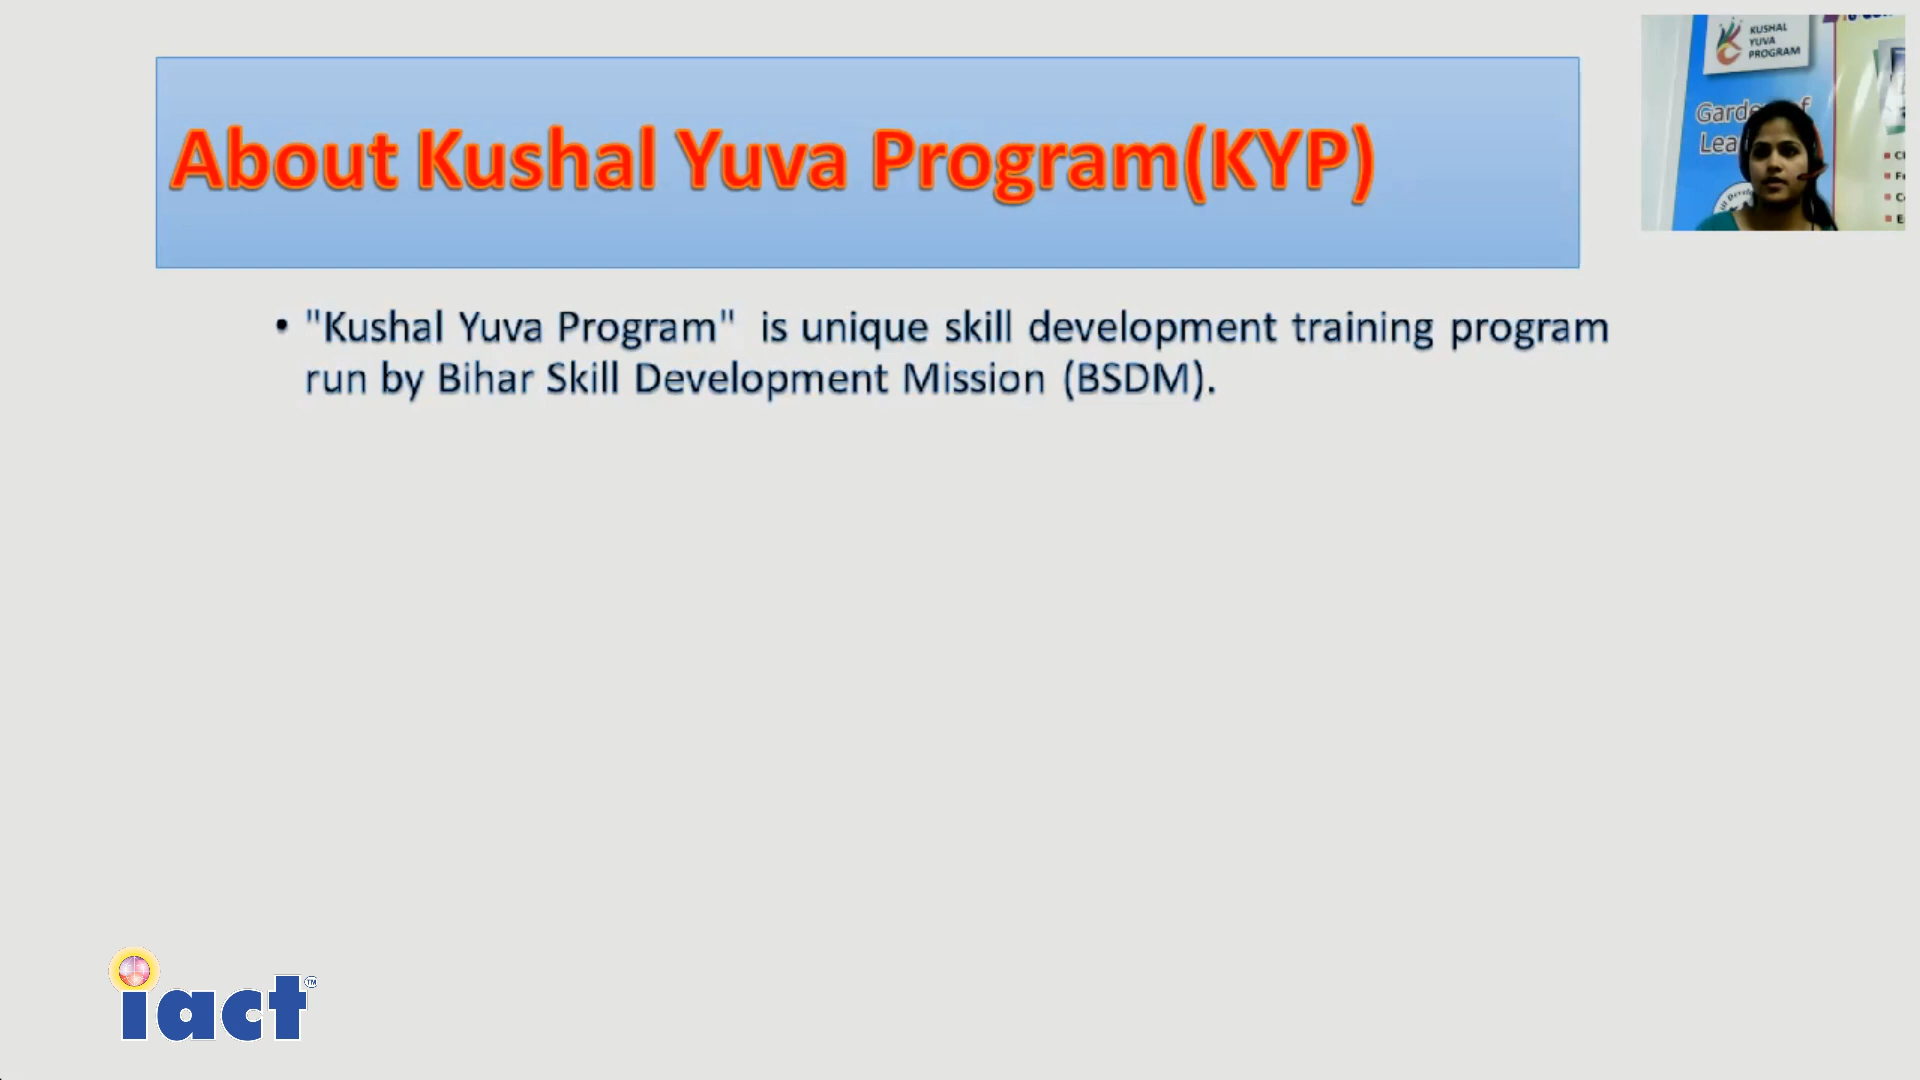 About Kushal Yuva Program(KYP)
• "Kushal Yuva Program" is unique skill development training program
run by Bihar Skill Development Mission (BSDM).
KUSHAL
YUVA
PROGRAM
iact™